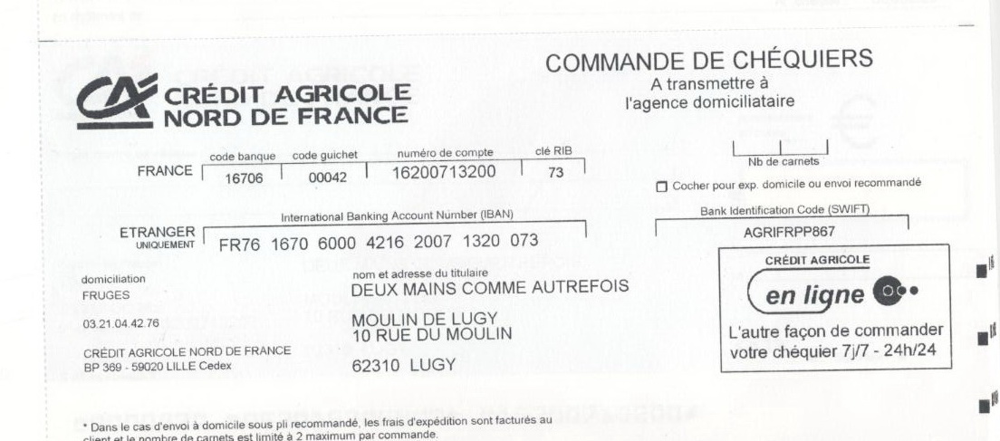 COMMANDE DE CHÉQUIERS
A transmettre à
l'agence domiciliataire
CA CRÉDIT AGRICOLE
NORD DE FRANCE
code banque code guichet numéro de compte clé RIB
FRANCE 16706 00042 16200713200 73
Nb de carnets
Cocher pour exp. domicile ou envoi recommandé
International Banking Account Number (IBAN)
ETRANGER
UNIQUEMENT
FR76 1670 6000 4216 2007 1320 073
Bank Identification Code (SWIFT)
AGRIFRPP867
domiciliation
FRUGES
03.21.04.42.76
CRÉDIT AGRICOLE NORD DE FRANCE
BP 369 - 59020 LILLE Cedex
nom et adresse du titulaire
DEUX MAINS COMME AUTREFOIS
MOULIN DE LUGY
10 RUE DU MOULIN
62310 LUGY
CRÉDIT AGRICOLE
en ligne
L'autre façon de commander
votre chéquier 7j/7 - 24h/24
* Dans le cas d'envoi à domicile sous pli recommandé, les frais d'expédition sont facturés au
client et le nombre de carnets est limité à 2 maximum par commande.